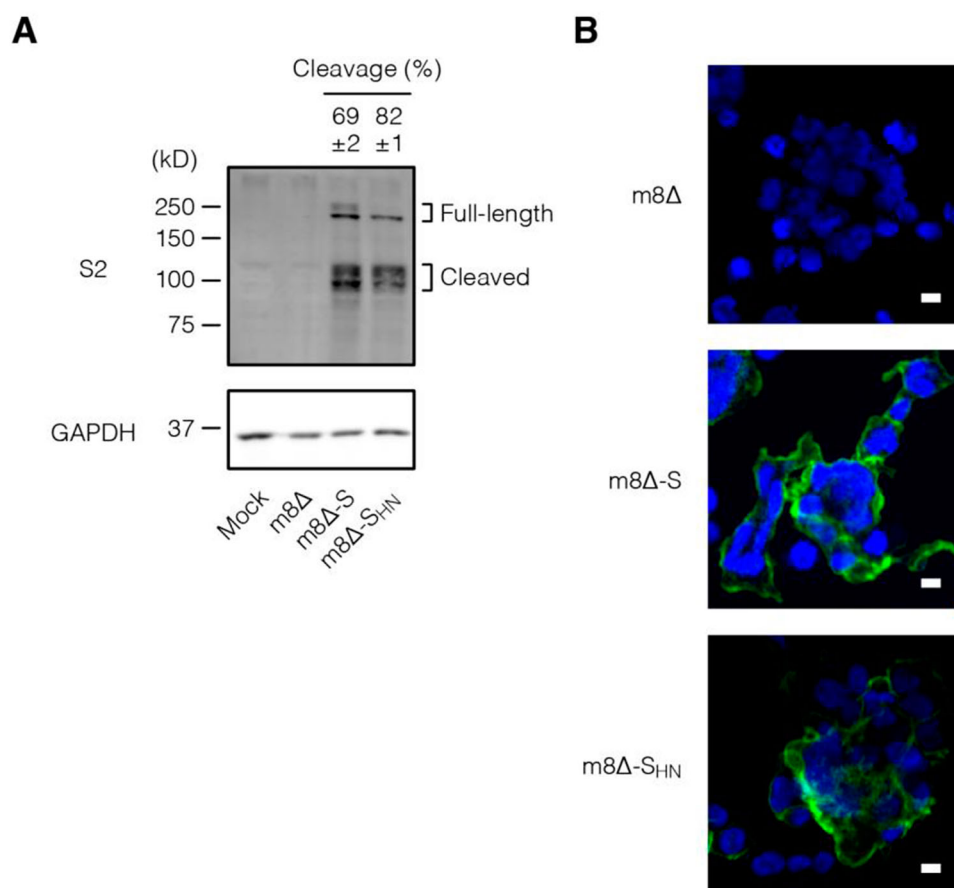 A
Cleavage (%)
69 82
±2 ±1
(kD)
250
Full-length
150
S2
100
Cleaved
75
GAPDH
37
Mock
m8Δ
m8Δ-S
m8Δ-SHN
B
m8Δ
m8Δ-S
m8Δ-SHN